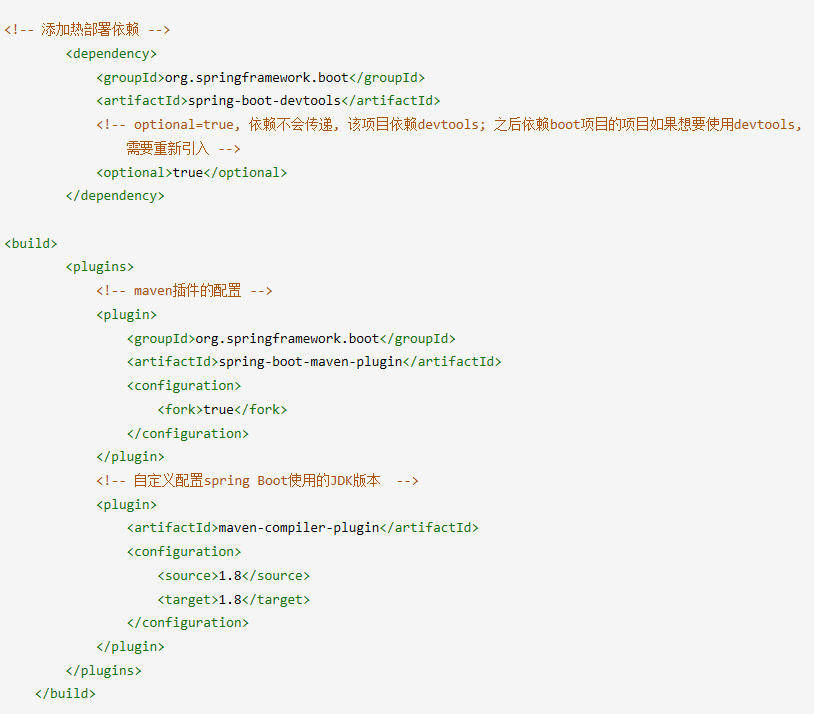 <!-- 添加热部署依赖 -->
<dependency>
<groupId>org.springframework.boot</groupId>
<artifactId>spring-boot-devtools</artifactId>
<!-- optional=true, 依赖不会传递, 该项目依赖devtools; 之后依赖boot项目的项目如果想要使用devtools,
需要重新引入 -->
<optional>true</optional>
</dependency>
<build>
<plugins>
<!-- maven插件的配置 -->
<plugin>
<groupId>org.springframework.boot</groupId>
<artifactId>spring-boot-maven-plugin</artifactId>
<configuration>
<fork>true</fork>
</configuration>
</plugin>
<!-- 自定义配置spring Boot使用的JDK版本  -->
<plugin>
<artifactId>maven-compiler-plugin</artifactId>
<configuration>
<source>1.8</source>
<target>1.8</target>
</configuration>
</plugin>
</plugins>
</build>